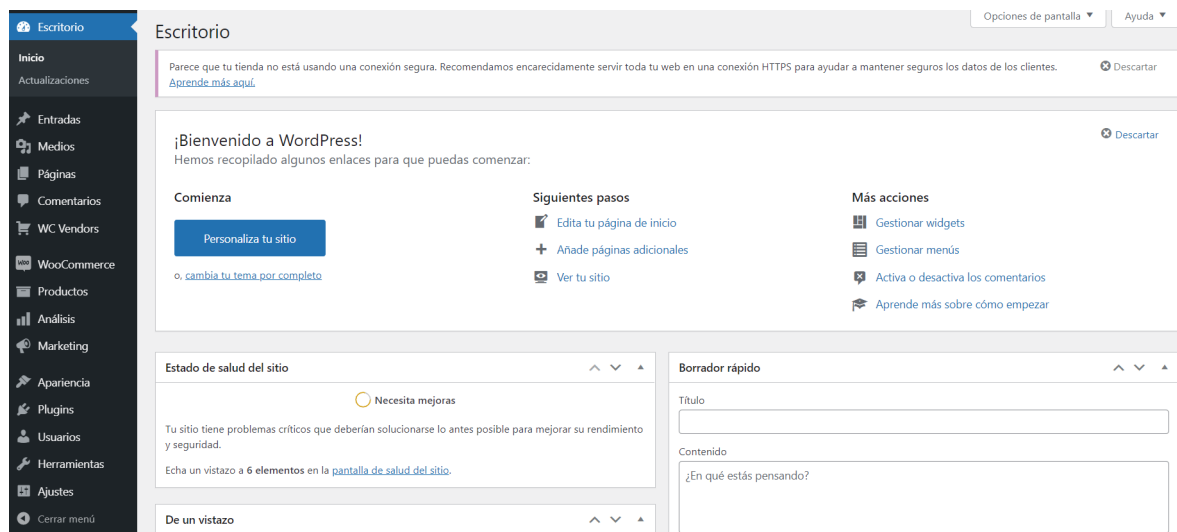 Opciones de pantalla ▼
Ayuda ▼
Escritorio
Inicio
Actualizaciones
Entradas
Medios
Páginas
Comentarios
WC Vendors
WooCommerce
Productos
Análisis
Marketing
Apariencia
Plugins
Usuarios
Herramientas
Ajustes
Cerrar menú
Escritorio
Parece que tu tienda no está usando una conexión segura. Recomendamos encarecidamente servir toda tu web en una conexión HTTPS para ayudar a mantener seguros los datos de los clientes.
Aprende más aquí.
Descartar
¡Bienvenido a WordPress!
Hemos recopilado algunos enlaces para que puedas comenzar:
Descartar
Comienza
Personaliza tu sitio
o, cambia tu tema por completo
Siguientes pasos
Edita tu página de inicio
Añade páginas adicionales
Ver tu sitio
Más acciones
Gestionar widgets
Gestionar menús
Activa o desactiva los comentarios
Aprende más sobre cómo empezar
Estado de salud del sitio
Necesita mejoras
Tu sitio tiene problemas críticos que deberían solucionarse lo antes posible para mejorar su rendimiento
y seguridad.
Echa un vistazo a 6 elementos en la pantalla de salud del sitio.
De un vistazo
Borrador rápido
Título
Contenido
¿En qué estás pensando?